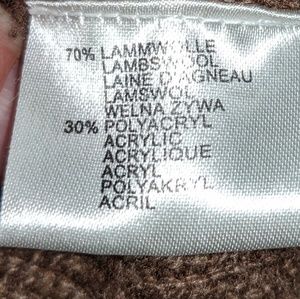 70% LAMMWOLLE
LAMBSWOOL
LAINE D'AGNEAU
LAMSWOL
WELNA ZYWA
30% POLYACRYL
ACRYLIC
ACRYLIQUE
ACRYL
POLYAKRYL
ACRIL